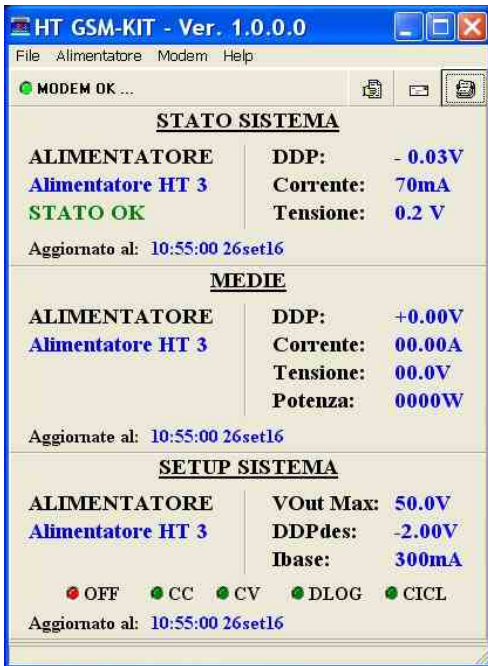 HT GSM-KIT - Ver. 1.0.0.0
File Alimentatore Modem Help
MODEM OK ...
STATO SISTEMA
ALIMENTATORE DDP: - 0.03V
Alimentatore HT 3 Corrente: 70mA
STATO OK Tensione: 0.2 V
Aggiornato al: 10:55:00 26set16
MEDIE
ALIMENTATORE DDP: +0.00V
Alimentatore HT 3 Corrente: 00.00A
Tensione: 00.0V
Potenza: 0000W
Aggiornate al: 10:55:00 26set16
SETUP SISTEMA
ALIMENTATORE VOut Max: 50.0V
Alimentatore HT 3 DDPdes: -2.00V
Ibase: 300mA
OFF CC CV DLOG CICL
Aggiornato al: 10:55:00 26set16